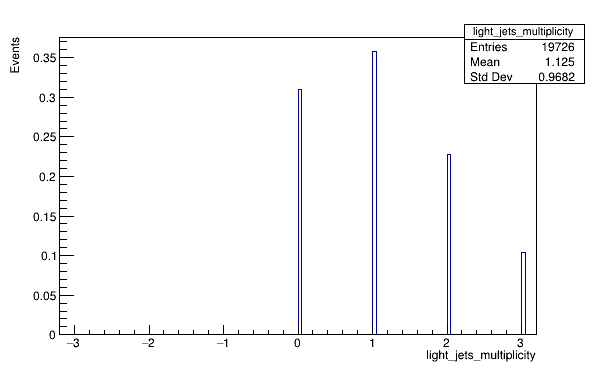 light_jets_multiplicity
Entries 19726
Mean 1.125
Std Dev 0.9682
Events
0.35
0.3
0.25
0.2
0.15
0.1
0.05
0
−3 −2 −1 0 1 2 3
light_jets_multiplicity